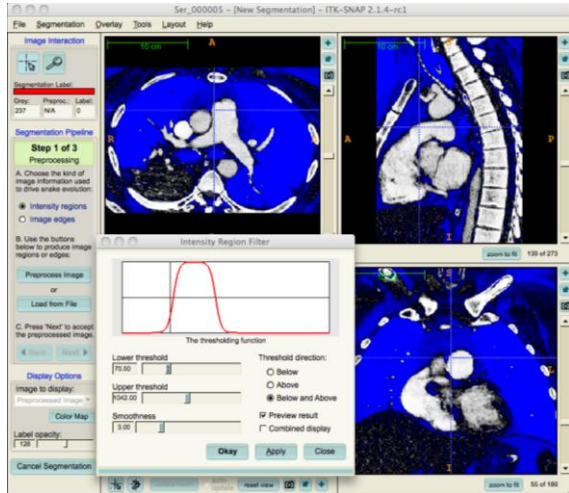 Ser_000005 – [New Segmentation] – ITK-SNAP 2.1.4-rc1
File Segmentation Overlay Tools Layout Help
Image Interaction
Segmentation Label:
Grey: Preproc.: Label:
237 N/A 0
Segmentation Pipeline
Step 1 of 3
Preprocessing
A. Choose the kind of
image information used
to drive snake evolution:
Intensity regions
Image edges
B. Use the buttons
below to produce image
regions or edges:
Preprocess Image
or
Load from File
C. Press 'Next' to accept
the preprocessed image.
Back Next
Display Options
Image to display:
Preprocessed Image
Color Map
Label opacity:
128
Cancel Segmentation
10 cm
A
R
10 cm
S
A
P
I
zoom to fit 139 of 273
Intensity Region Filter
The thresholding function
Lower threshold
70.50
Upper threshold
1042.00
Smoothness
3.00
Threshold direction:
Below
Above
Below and Above
Preview result
Combined display
Okay Apply Close
update
reset view
10 cm
S
L
I
zoom to fit 55 of 180